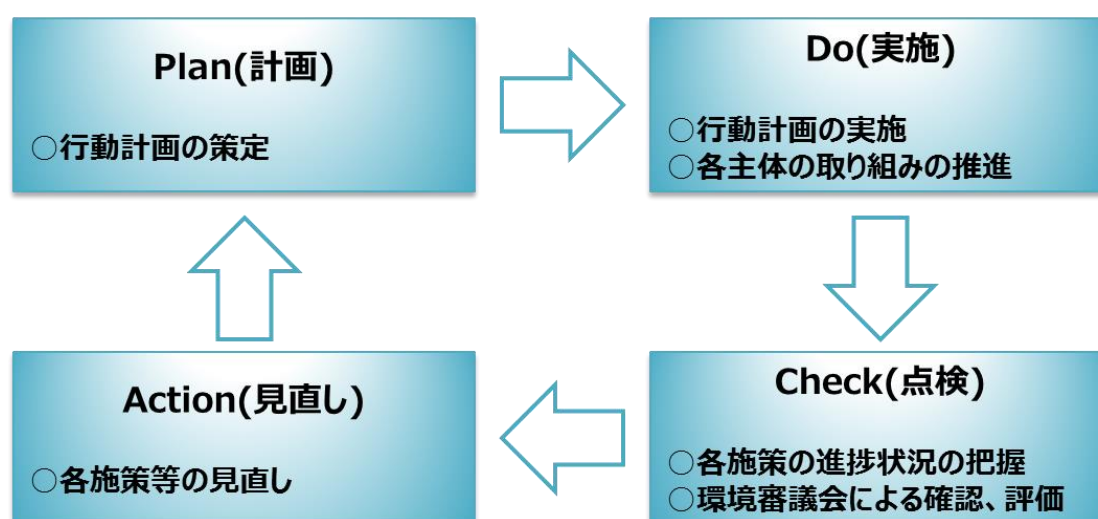 Plan(計画)
○行動計画の策定
Do(実施)
○行動計画の実施
○各主体の取り組みの推進
Check(点検)
○各施策の進捗状況の把握
○環境審議会による確認、評価
Action(見直し)
○各施策等の見直し